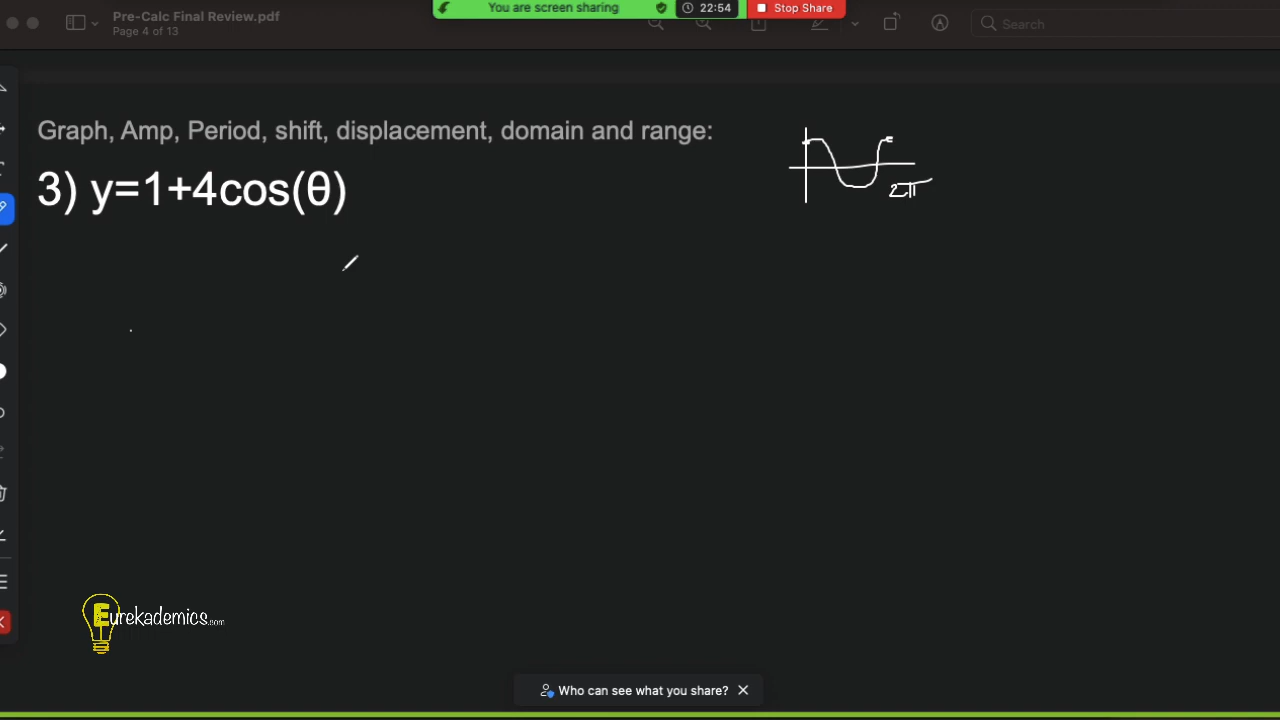 Pre-Calc Final Review.pdf
Page 4 of 13
You are screen sharing
22:54
Stop Share
Search
Graph, Amp, Period, shift, displacement, domain and range:
3) y=1+4cos(θ)
2π
Eurekademics.com
Who can see what you share?